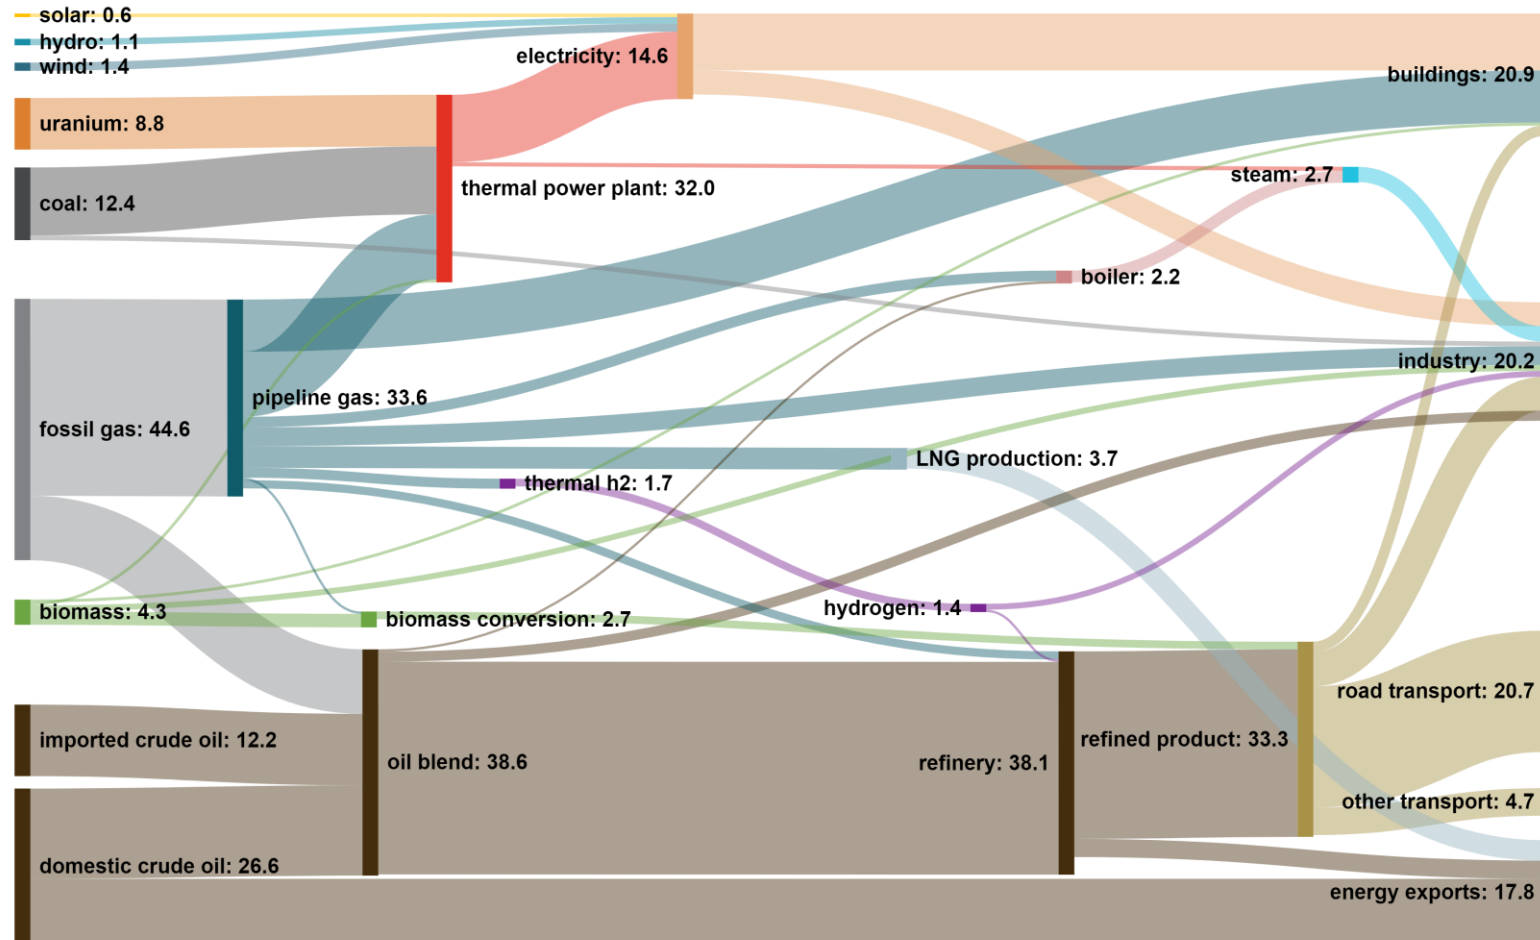 solar: 0.6
hydro: 1.1
wind: 1.4
electricity: 14.6
buildings: 20.9
uranium: 8.8
thermal power plant: 32.0
steam: 2.7
coal: 12.4
boiler: 2.2
industry: 20.2
pipeline gas: 33.6
fossil gas: 44.6
LNG production: 3.7
thermal h2: 1.7
hydrogen: 1.4
biomass: 4.3
biomass conversion: 2.7
road transport: 20.7
imported crude oil: 12.2
refined product: 33.3
oil blend: 38.6
refinery: 38.1
other transport: 4.7
domestic crude oil: 26.6
energy exports: 17.8